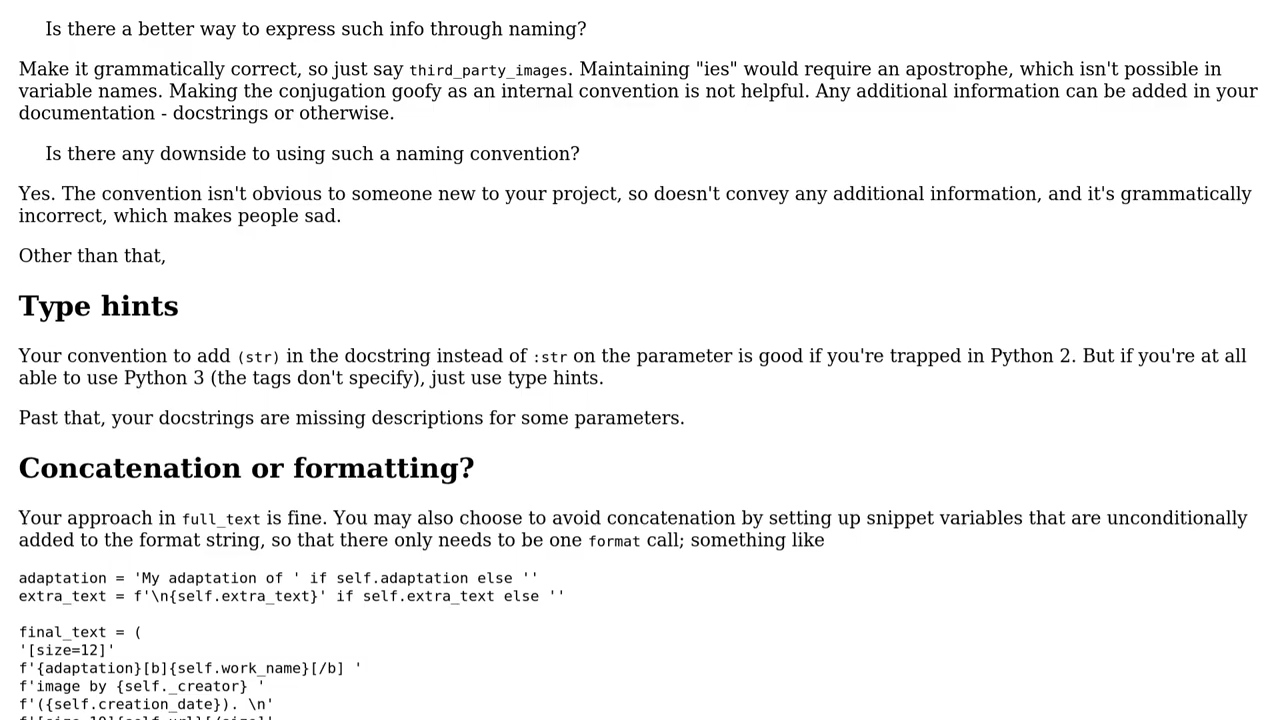 Is there a better way to express such info through naming?
Make it grammatically correct, so just say third_party_images. Maintaining "ies" would require an apostrophe, which isn't possible in
variable names. Making the conjugation goofy as an internal convention is not helpful. Any additional information can be added in your
documentation - docstrings or otherwise.
Is there any downside to using such a naming convention?
Yes. The convention isn't obvious to someone new to your project, so doesn't convey any additional information, and it's grammatically
incorrect, which makes people sad.
Other than that,
Type hints
Your convention to add (str) in the docstring instead of :str on the parameter is good if you're trapped in Python 2. But if you're at all
able to use Python 3 (the tags don't specify), just use type hints.
Past that, your docstrings are missing descriptions for some parameters.
Concatenation or formatting?
Your approach in full_text is fine. You may also choose to avoid concatenation by setting up snippet variables that are unconditionally
added to the format string, so that there only needs to be one format call; something like
adaptation = 'My adaptation of ' if self.adaptation else ''
extra_text = f'\n{self.extra_text}' if self.extra_text else ''
final_text = (
'[size=12]'
f'{adaptation}[b]{self.work_name}[/b] '
f'image by {self._creator} '
f'({self.creation_date}). \n'